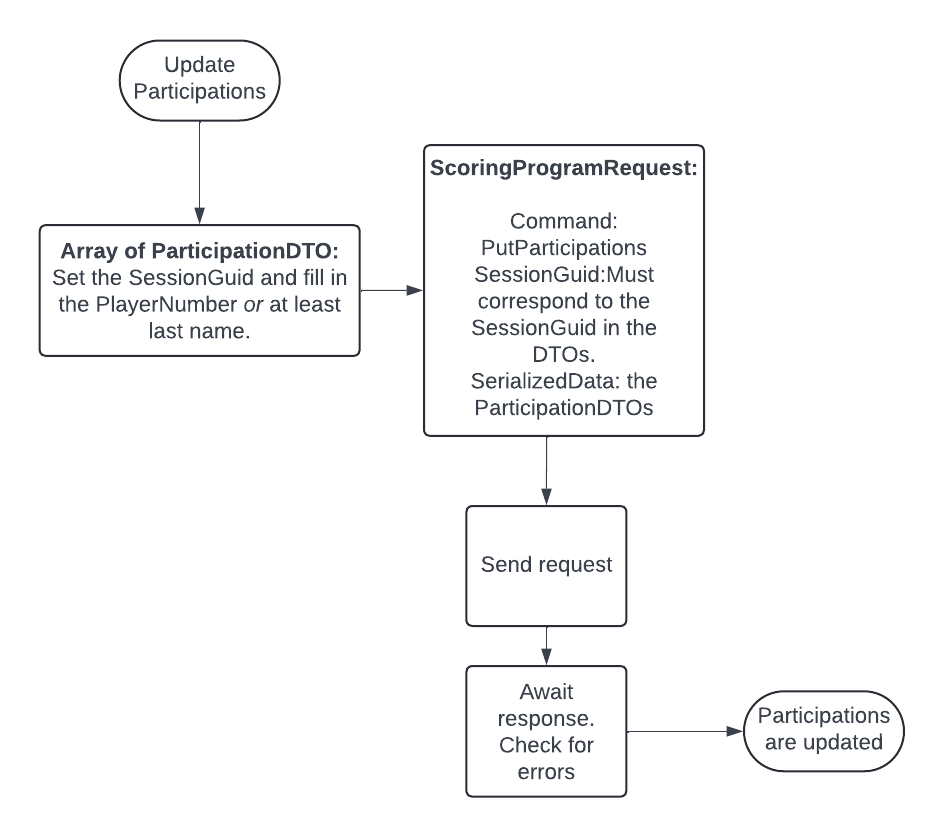 Update
Participations
Array of ParticipationDTO:
Set the SessionGuid and fill in
the PlayerNumber or at least
last name.
ScoringProgramRequest:
Command:
PutParticipations
SessionGuid:Must
correspond to the
SessionGuid in the
DTOs.
SerializedData: the
ParticipationDTOs
Send request
Await
response.
Check for
errors
Participations
are updated